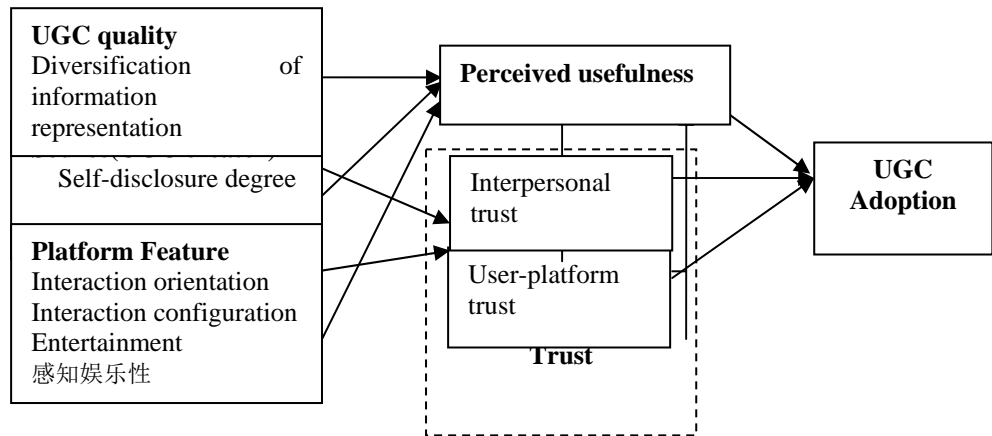 UGC quality
Diversification of
information
representation
Self-disclosure degree
Platform Feature
Interaction orientation
Interaction configuration
Entertainment
感知娱乐性
Perceived usefulness
Interpersonal
trust
User-platform
trust
Trust
UGC
Adoption